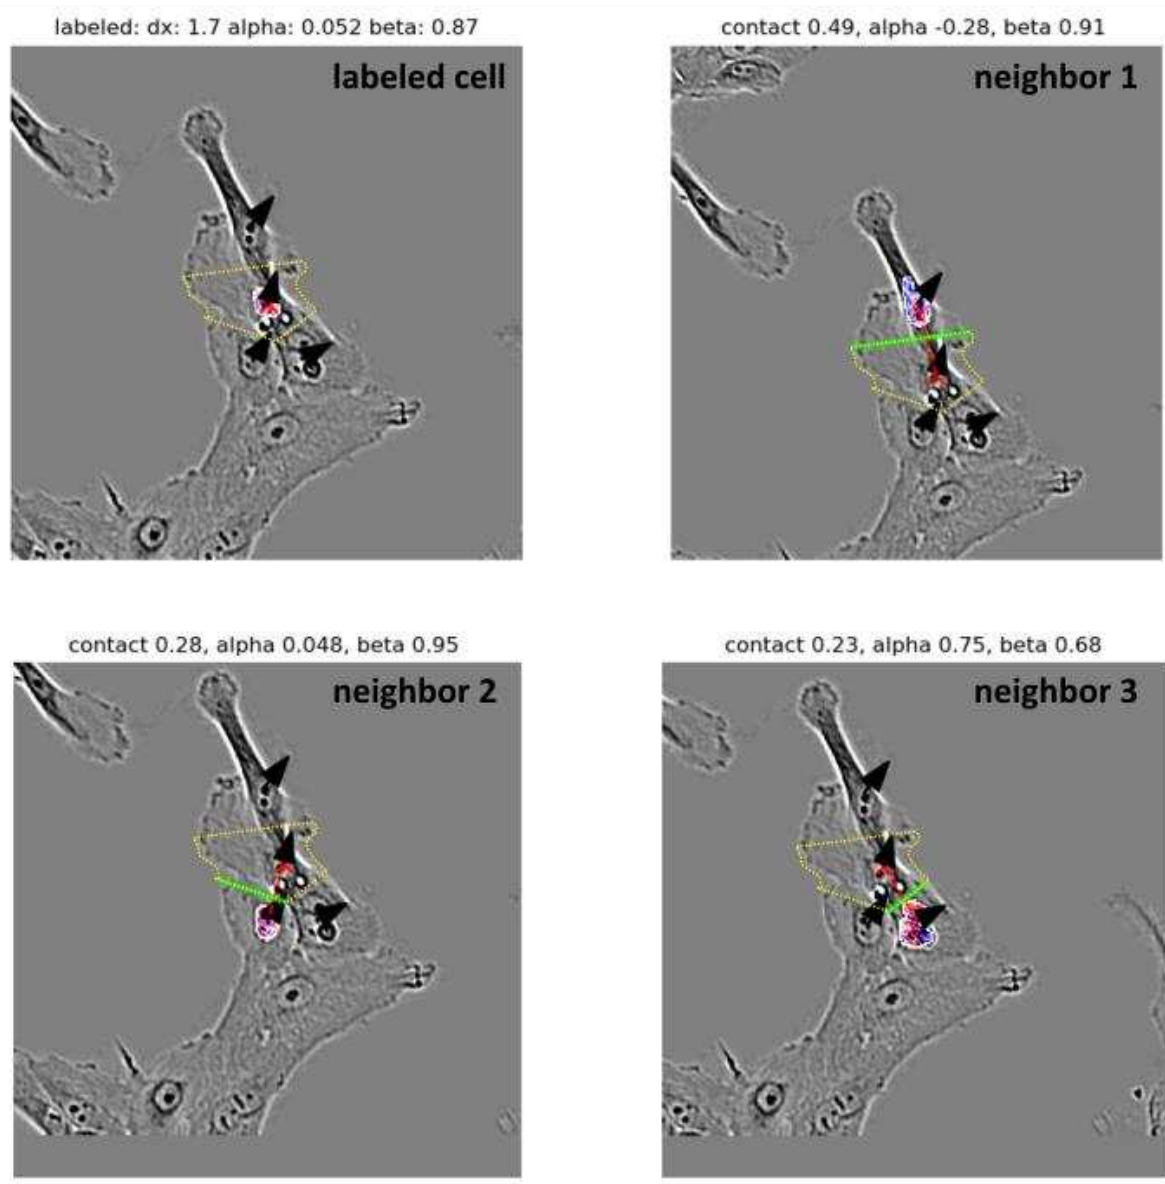 labeled: dx: 1.7 alpha: 0.052 beta: 0.87
labeled cell
contact 0.49, alpha -0.28, beta 0.91
neighbor 1
contact 0.28, alpha 0.048, beta 0.95
neighbor 2
contact 0.23, alpha 0.75, beta 0.68
neighbor 3